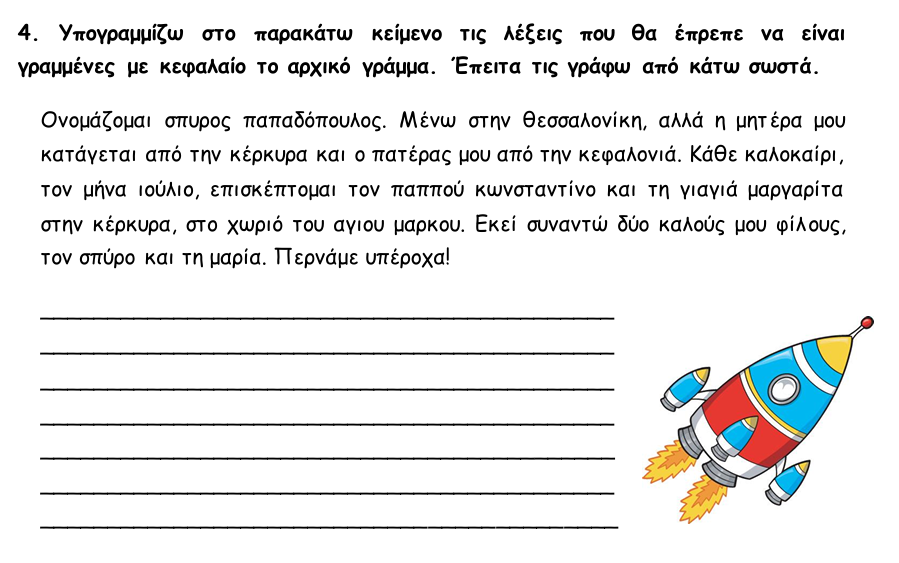 4. Υπογραμμίζω στο παρακάτω κείμενο τις λέξεις που θα έπρεπε να είναι
γραμμένες με κεφαλαίο το αρχικό γράμμα. Έπειτα τις γράφω από κάτω σωστά.
Ονομάζομαι σπυρος παπαδόπουλος. Μένω στην θεσσαλονίκη, αλλά η μητέρα μου
κατάγεται από την κέρκυρα και ο πατέρας μου από την κεφαλονιά. Κάθε καλοκαίρι,
τον μήνα ιούλιο, επισκέπτομαι τον παππού κωνσταντίνο και τη γιαγιά μαργαρίτα
στην κέρκυρα, στο χωριό του αγιου μαρκου. Εκεί συναντώ δύο καλούς μου φίλους,
τον σπύρο και τη μαρία. Περνάμε υπέροχα!